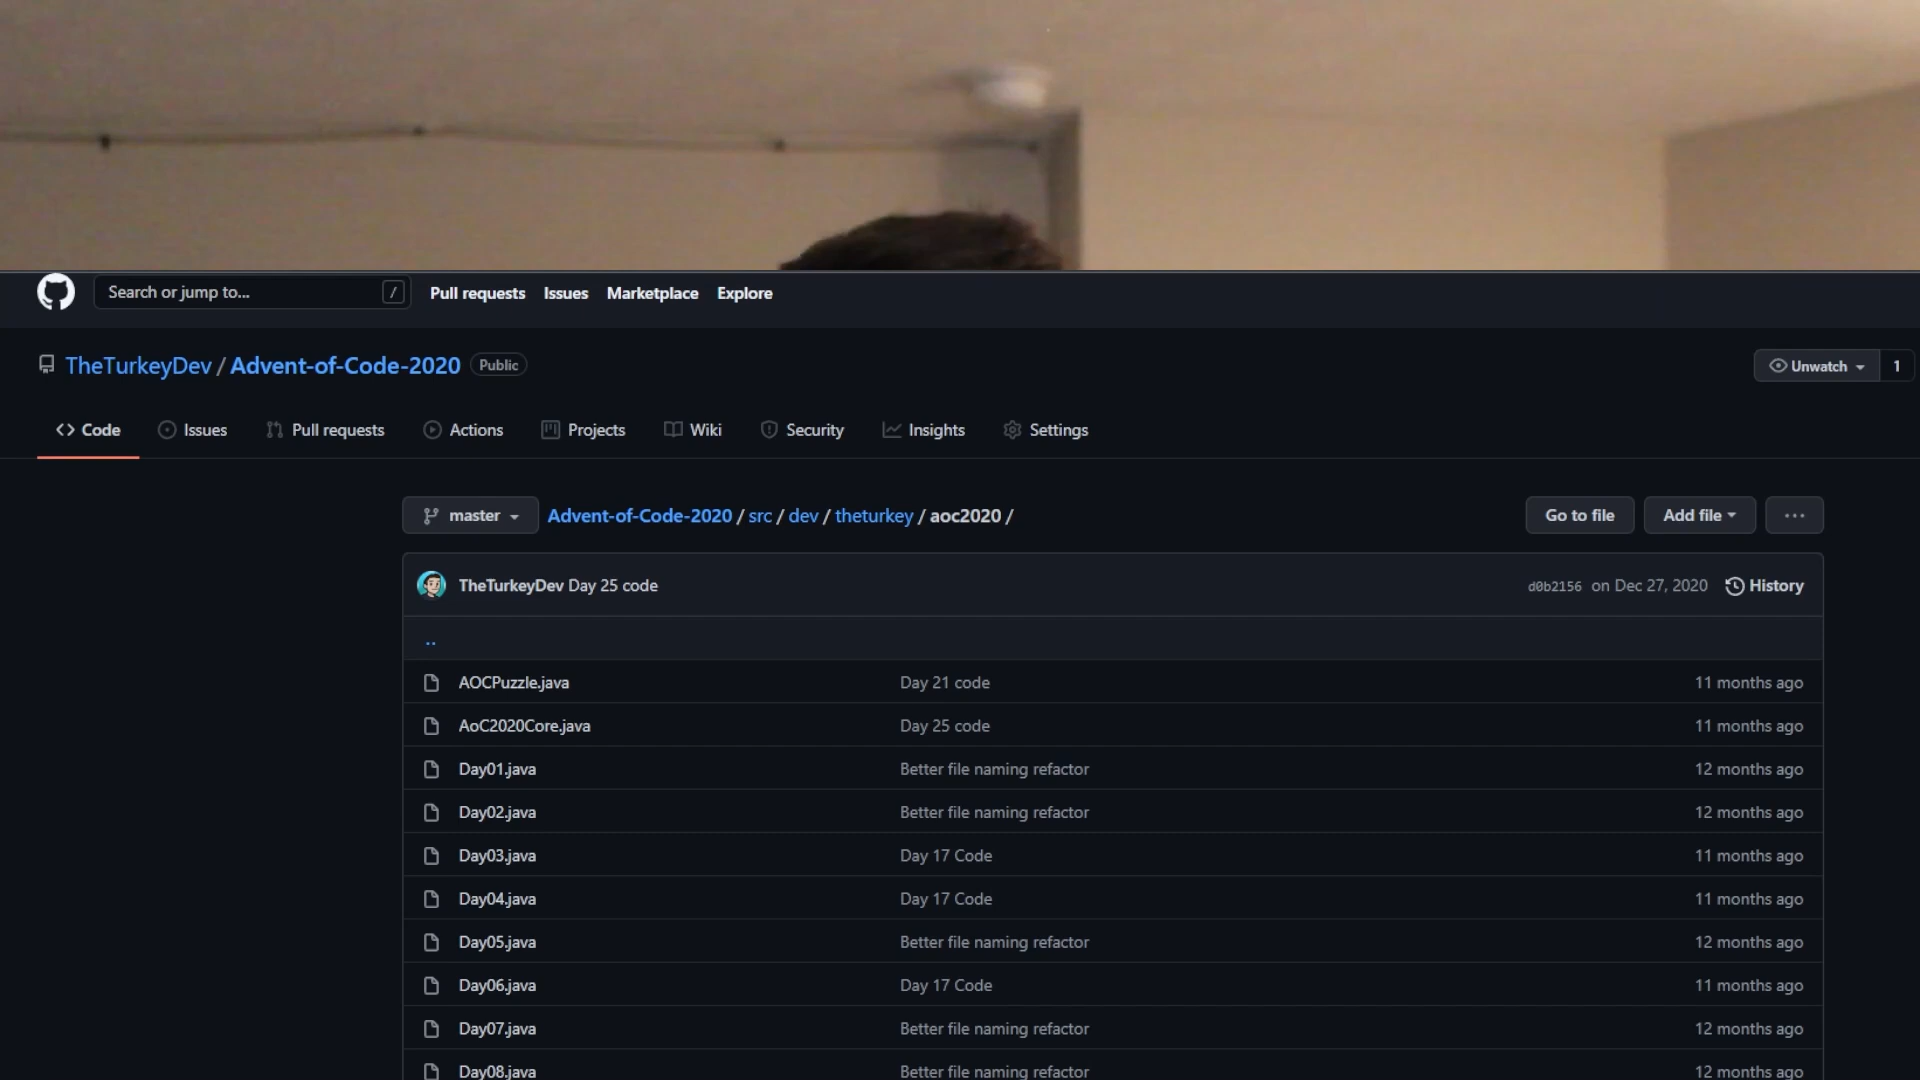 Search or jump to... / Pull requests Issues Marketplace Explore
TheTurkeyDev / Advent-of-Code-2020 Public Unwatch 1
Code Issues Pull requests Actions Projects Wiki Security Insights Settings
master Advent-of-Code-2020 / src / dev / theturkey / aoc2020 / Go to file Add file ...
TheTurkeyDev Day 25 code d0b2156 on Dec 27, 2020 History
..
AOCPuzzle.java Day 21 code 11 months ago
AoC2020Core.java Day 25 code 11 months ago
Day01.java Better file naming refactor 12 months ago
Day02.java Better file naming refactor 12 months ago
Day03.java Day 17 Code 11 months ago
Day04.java Day 17 Code 11 months ago
Day05.java Better file naming refactor 12 months ago
Day06.java Day 17 Code 11 months ago
Day07.java Better file naming refactor 12 months ago
Day08.java Better file naming refactor 12 months ago